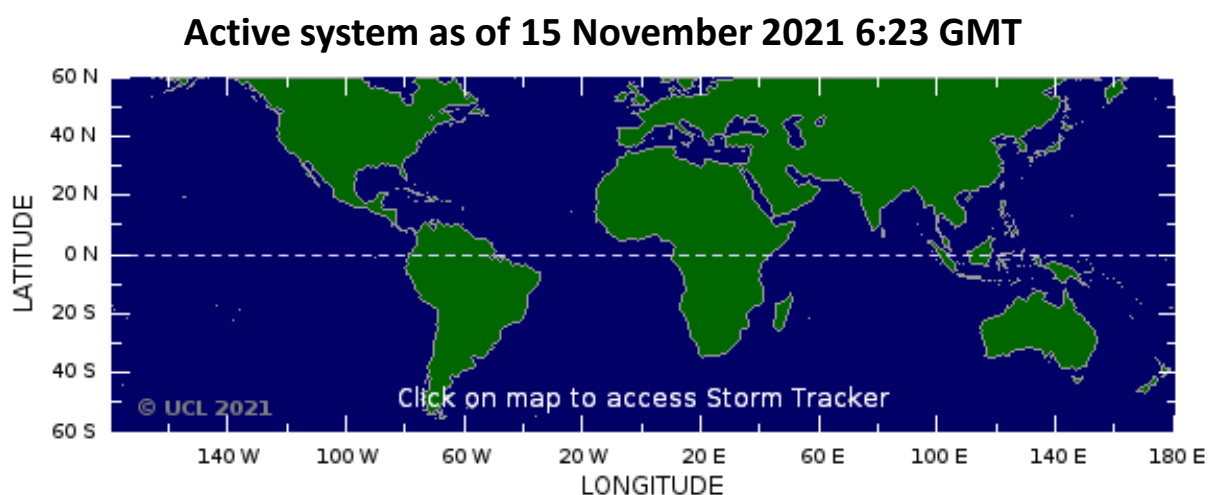 Active system as of 15 November 2021 6:23 GMT
60 N
40 N
20 N
0 N
20 S
40 S
60 S
LATITUDE
Click on map to access Storm Tracker
© UCL 2021
140 W 100 W 60 W 20 W 20 E 60 E 100 E 140 E 180 E
LONGITUDE